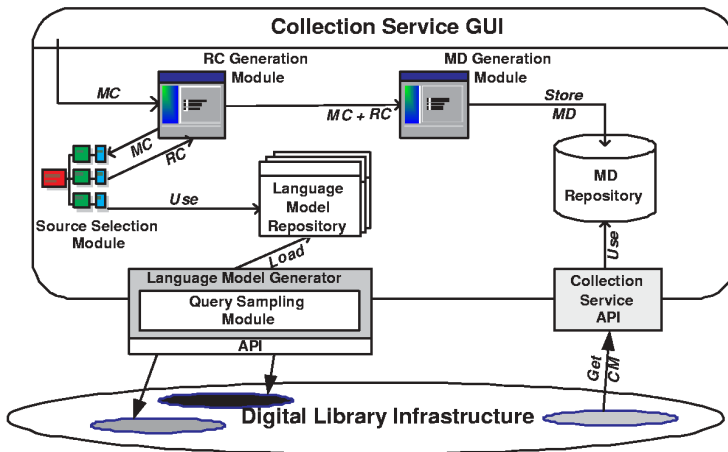 Collection Service GUI
RC Generation
Module
MD Generation
Module
MC
MC + RC
Store
MD
MC
RC
Use
Source Selection
Module
Language
Model
Repository
MD
Repository
Load
Use
Language Model Generator
Query Sampling
Module
API
Collection
Service
API
Get
CM
Digital Library Infrastructure